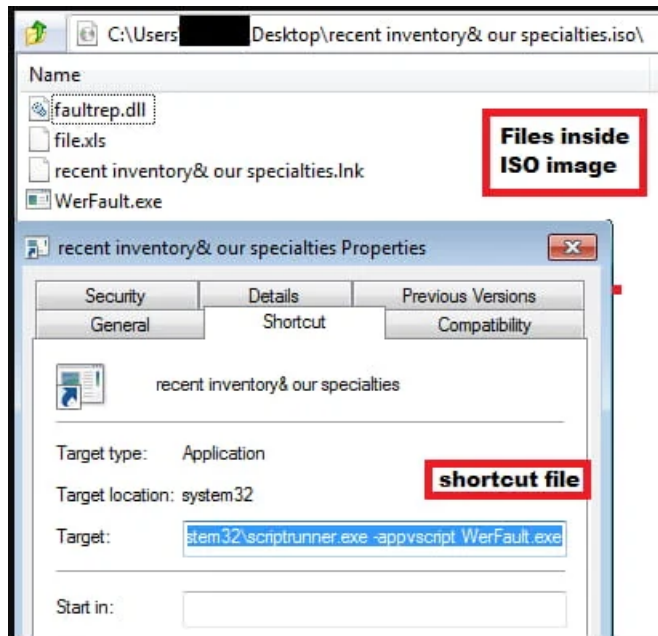 C:\Users\ Desktop\recent inventory& our specialties.iso\
Name
faultrep.dll
file.xls
recent inventory& our specialties.lnk
WerFault.exe
Files inside
ISO image
recent inventory& our specialties Properties
Security Details Previous Versions
General Shortcut Compatibility
recent inventory& our specialties
Target type: Application
shortcut file
Target location: system32
Target: stem32\scriptrunner.exe -appvscript WerFault.exe
Start in: